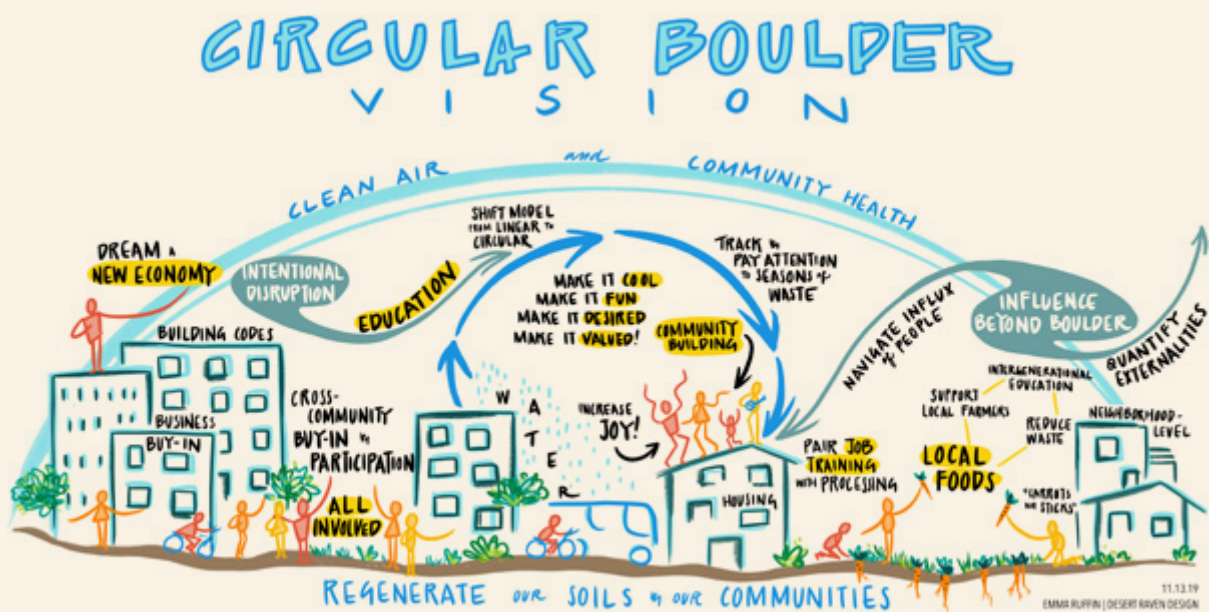 CIRCULAR BOULDER
VISION
CLEAN AIR and COMMUNITY HEALTH
DREAM A
NEW ECONOMY
INTENTIONAL
DISRUPTION
EDUCATION
SHIFT MODEL
FROM LINEAR TO
CIRCULAR
MAKE IT COOL
MAKE IT FUN
MAKE IT DESIRED
MAKE IT VALUED!
TRACK &
PAY ATTENTION
TO SEASONS of
WASTE
COMMUNITY
BUILDING
NAVIGATE INFLUX
of PEOPLE
INFLUENCE
BEYOND BOULDER
QUANTIFY
EXTERNALITIES
BUILDING CODES
BUSINESS
BUY-IN
CROSS-
COMMUNITY
BUY-IN &
PARTICIPATION
ALL
INVOLVED
WATER
INCREASE
JOY!
HOUSING
PAIR JOB
TRAINING
WITH PROCESSING
INTERGENERATIONAL
EDUCATION
SUPPORT
LOCAL FARMERS
REDUCE
WASTE
LOCAL
FOODS
NEIGHBORHOOD-
LEVEL
"CARROTS
NOT STICKS"
REGENERATE OUR SOILS & OUR COMMUNITIES
11.13.19
EMMA RUFFIN | DESERT RAVEN DESIGN